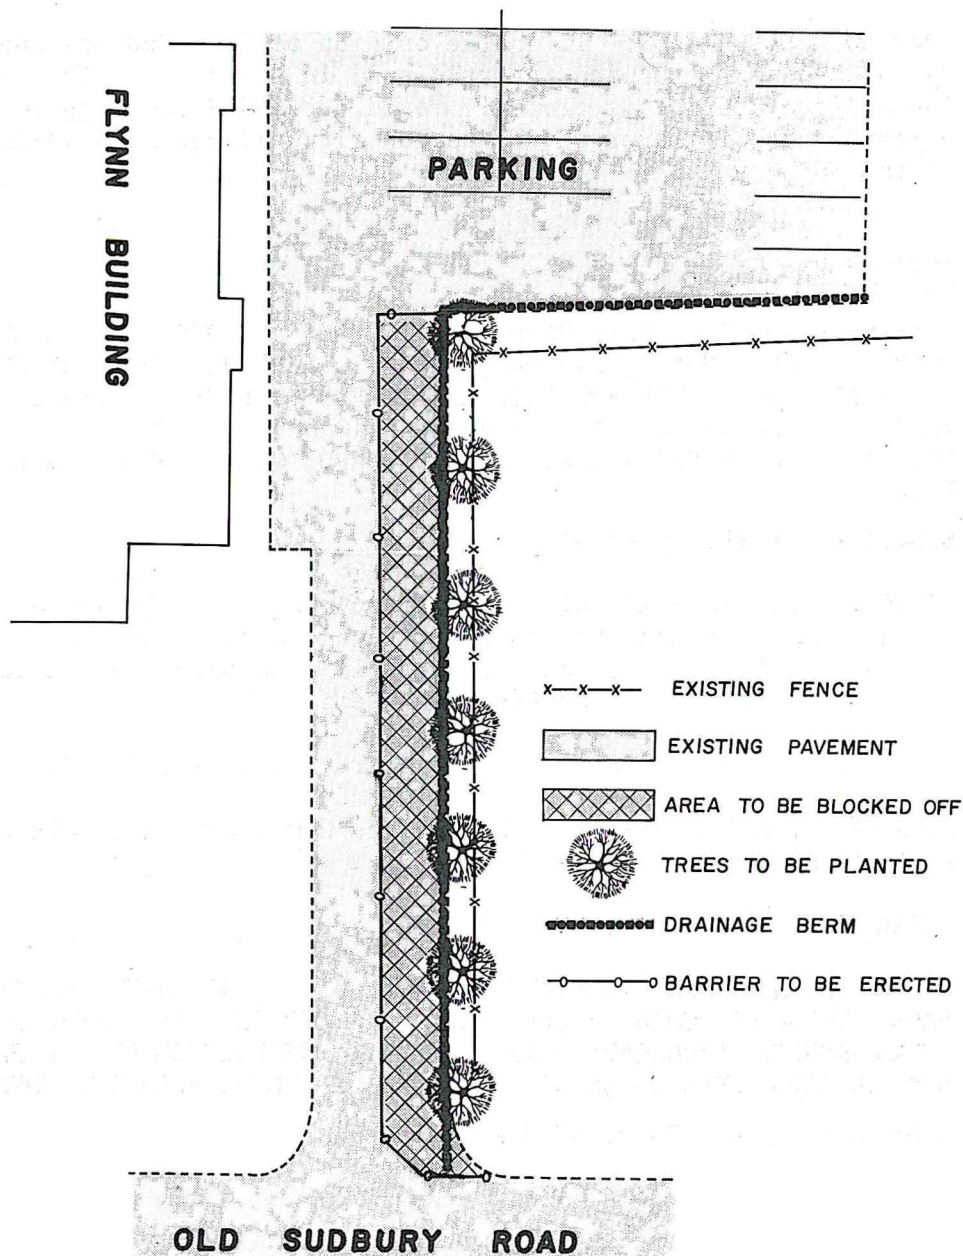 FLYNN BUILDING
PARKING
x—x—x— EXISTING FENCE
EXISTING PAVEMENT
AREA TO BE BLOCKED OFF
TREES TO BE PLANTED
DRAINAGE BERM
BARRIER TO BE ERECTED
OLD SUDBURY ROAD